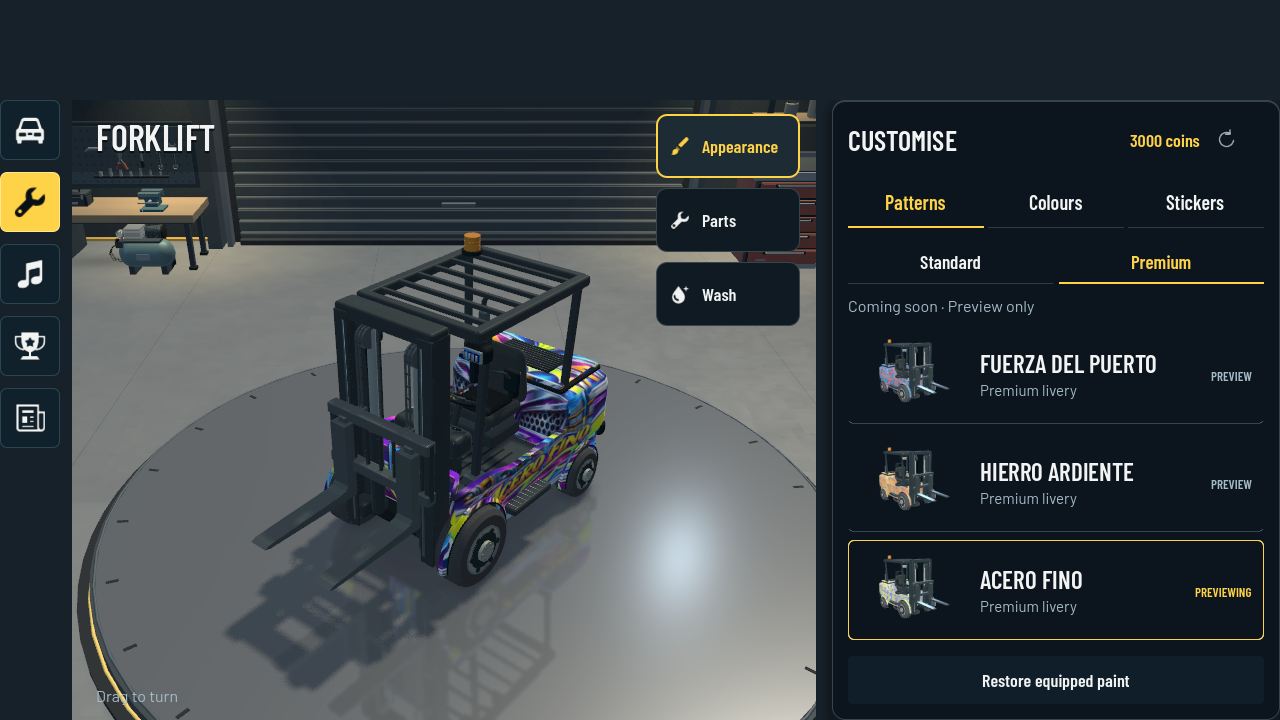 FORKLIFT
Appearance
Parts
Wash
ACERO FINO
Drag to turn
CUSTOMISE
3000 coins
Patterns
Colours
Stickers
Standard
Premium
Coming soon · Preview only
FUERZA DEL PUERTO
Premium livery
PREVIEW
HIERRO ARDIENTE
Premium livery
PREVIEW
ACERO FINO
Premium livery
PREVIEWING
Restore equipped paint